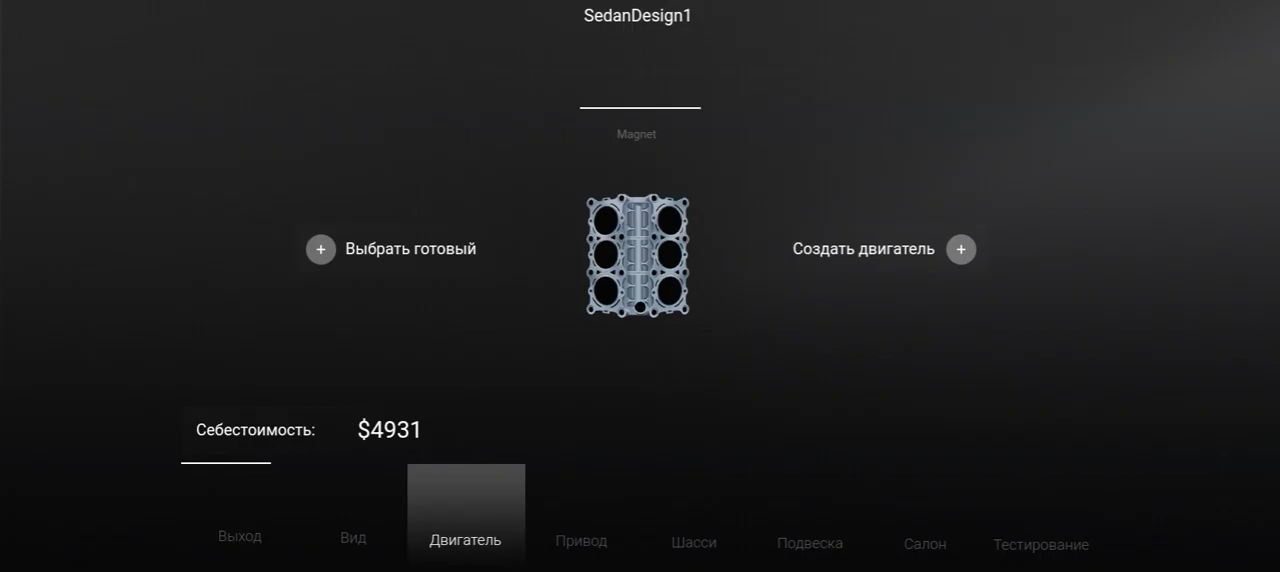 SedanDesign1
Magnet
+ Выбрать готовый
Создать двигатель +
Себестоимость: $4931
Выход Вид Двигатель Привод Шасси Подвеска Салон Тестирование